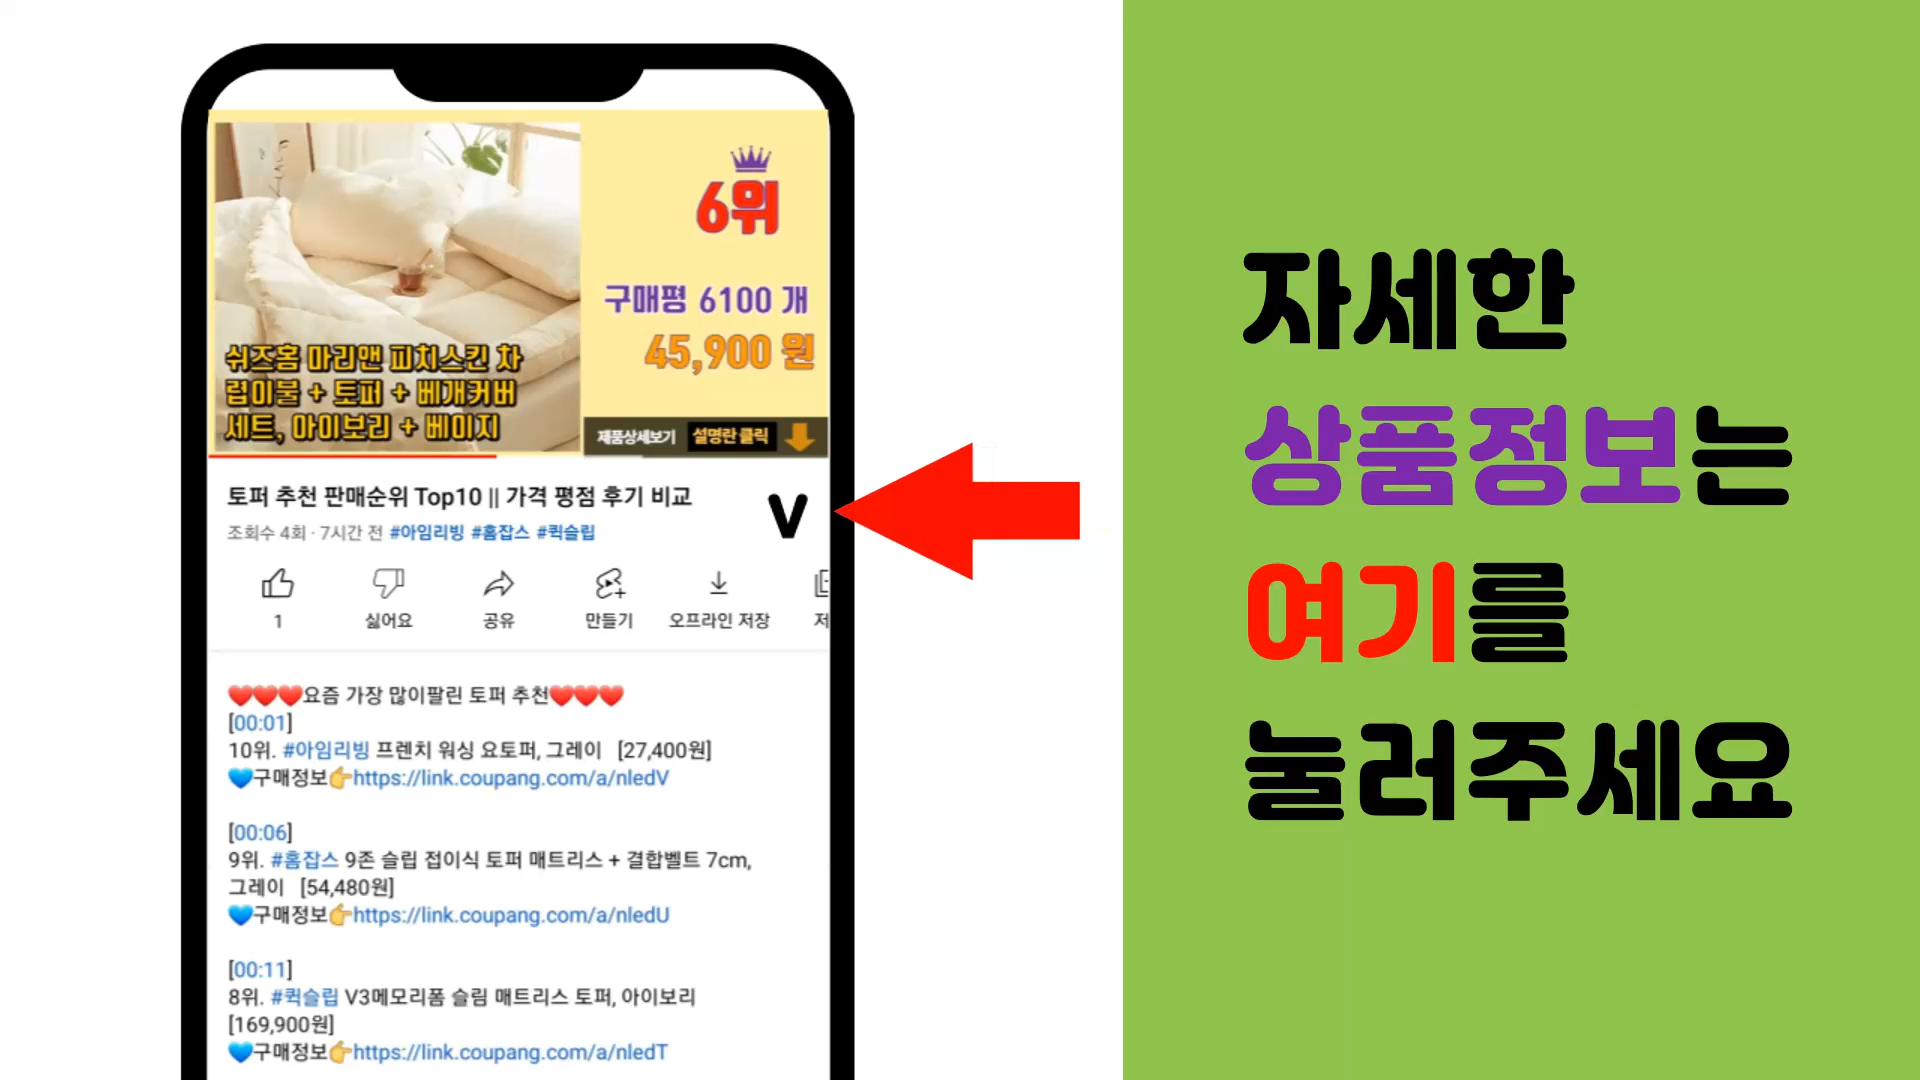 6위
구매평 6100 개
45,900 원
쉬즈홈 마리앤 피치스킨 차
렵이불 + 토퍼 + 베개커버
세트, 아이보리 + 베이지
제품상세보기 설명란 클릭
토퍼 추천 판매순위 Top10 || 가격 평점 후기 비교
V
조회수 4회 · 7시간 전 #아임리빙 #홈잡스 #퀵슬립
1 싫어요 공유 만들기 오프라인 저장 저
❤️❤️❤️요즘 가장 많이팔린 토퍼 추천❤️❤️❤️
[00:01]
10위. #아임리빙 프렌치 워싱 요토퍼, 그레이 [27,400원]
💙구매정보👉https://link.coupang.com/a/nledV
[00:06]
9위. #홈잡스 9존 슬립 접이식 토퍼 매트리스 + 결합벨트 7cm,
그레이 [54,480원]
💙구매정보👉https://link.coupang.com/a/nledU
[00:11]
8위. #퀵슬립 V3메모리폼 슬림 매트리스 토퍼, 아이보리
[169,900원]
💙구매정보👉https://link.coupang.com/a/nledT
자세한
상품정보는
여기를
눌러주세요